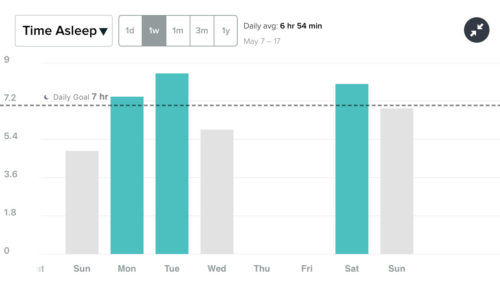 Time Asleep ▼ 1d 1w 1m 3m 1y Daily avg: 6 hr 54 min
May 7 – 17
9
Daily Goal 7 hr
7.2
5.4
3.6
1.8
0
Sun Mon Tue Wed Thu Fri Sat Sun